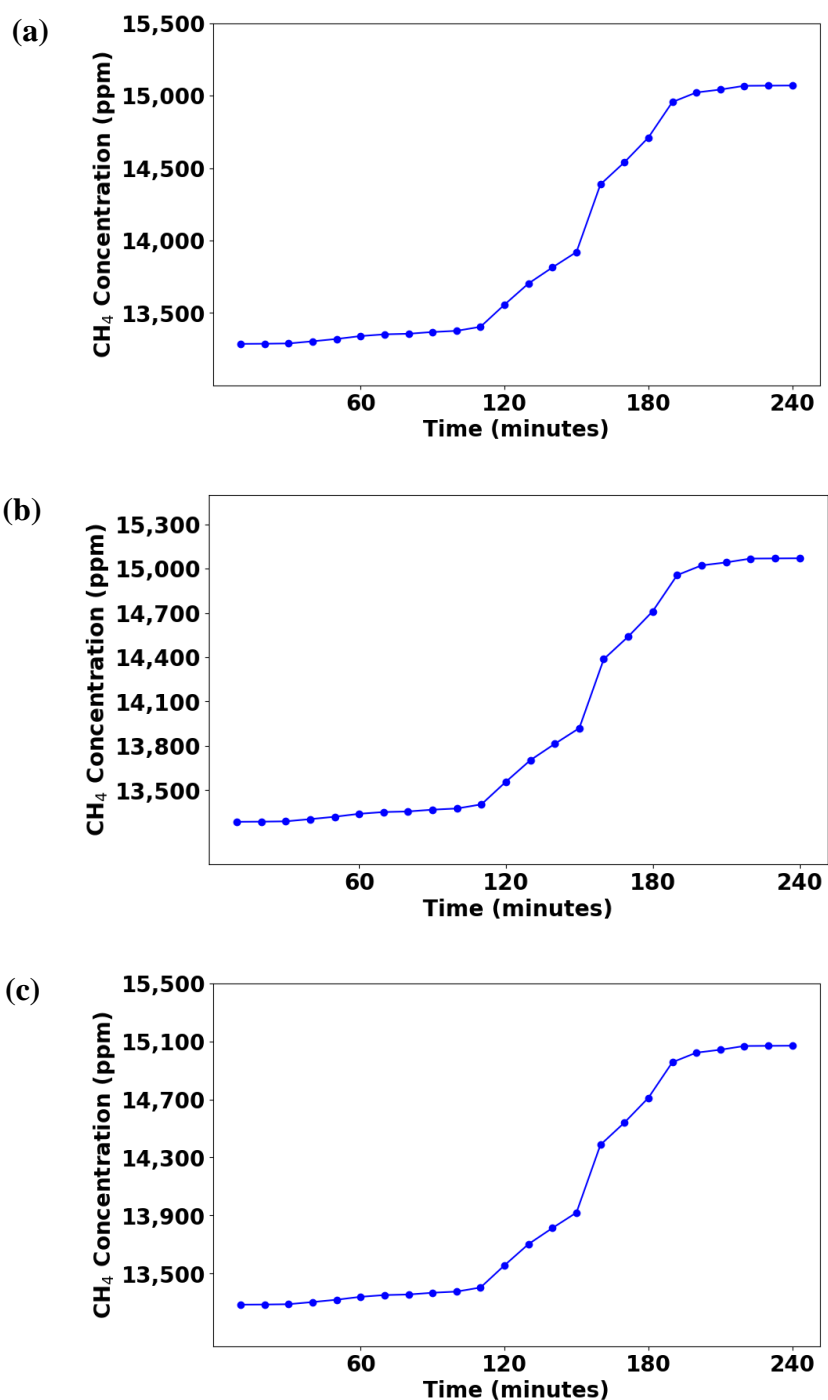 (a)
CH₄ Concentration (ppm)
15,500
15,000
14,500
14,000
13,500
60 120 180 240
Time (minutes)
(b)
CH₄ Concentration (ppm)
15,300
15,000
14,700
14,400
14,100
13,800
13,500
60 120 180 240
Time (minutes)
(c)
CH₄ Concentration (ppm)
15,500
15,100
14,700
14,300
13,900
13,500
60 120 180 240
Time (minutes)